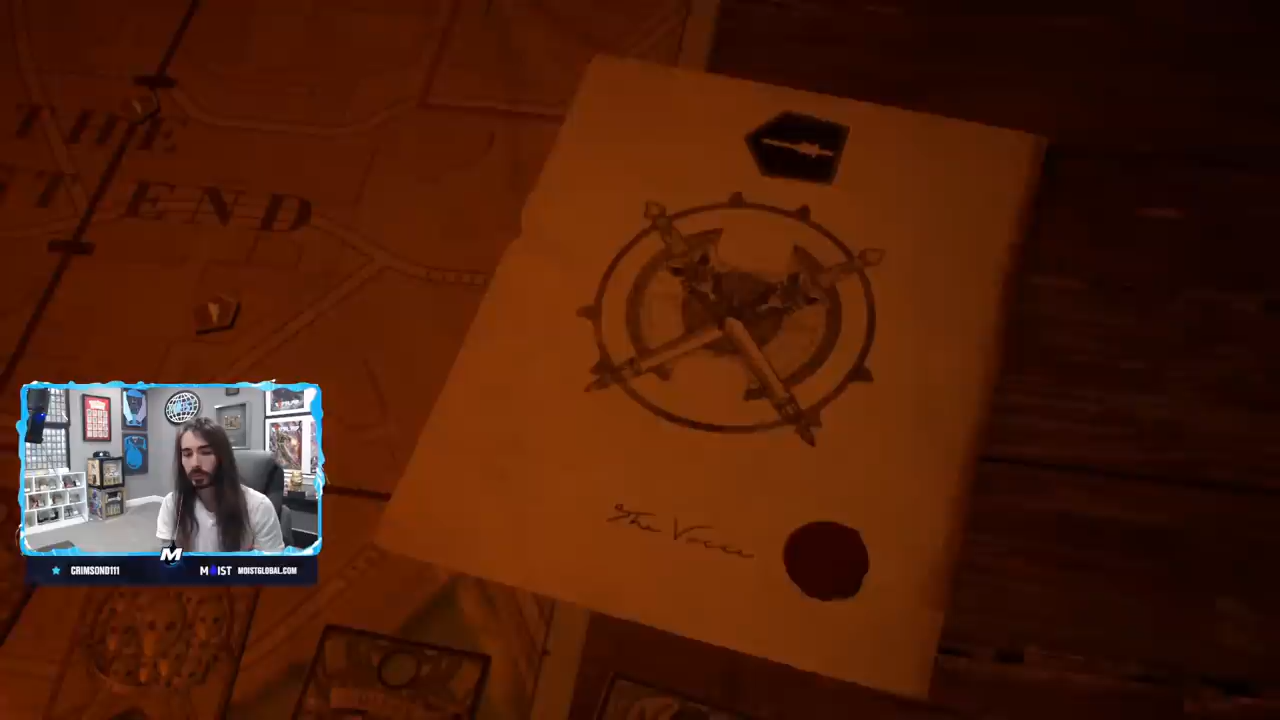 THE
END
The Voice
CRIMSOND111
M
MOIST MOISTGLOBAL.COM